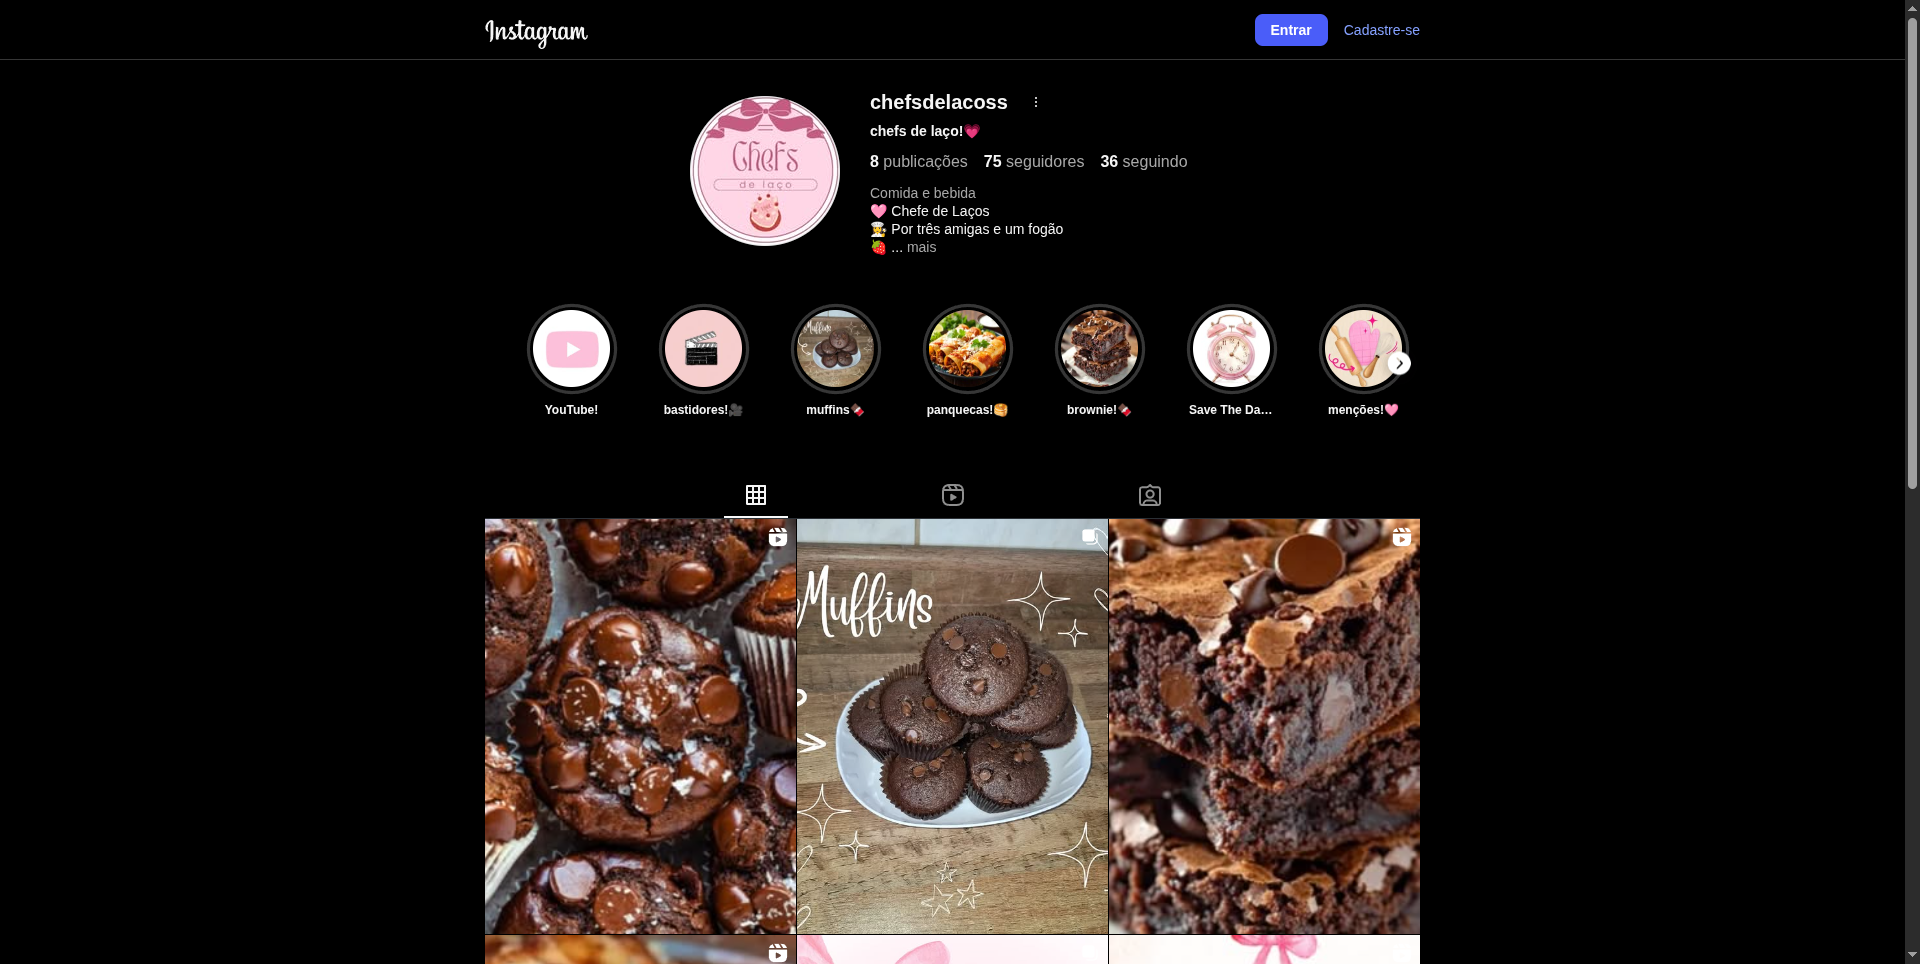 Instagram
Entrar
Cadastre-se
Chefs
de laço
chefsdelacoss
chefs de laço!💗
8 publicações 75 seguidores 36 seguindo
Comida e bebida
🩷 Chefe de Laços
👩‍🍳 Por três amigas e um fogão
🍓 ... mais
Muffins
YouTube!
bastidores!🎥
muffins🍫
panquecas!🥞
brownie!🍫
Save The Da...
menções!🩷
Muffins